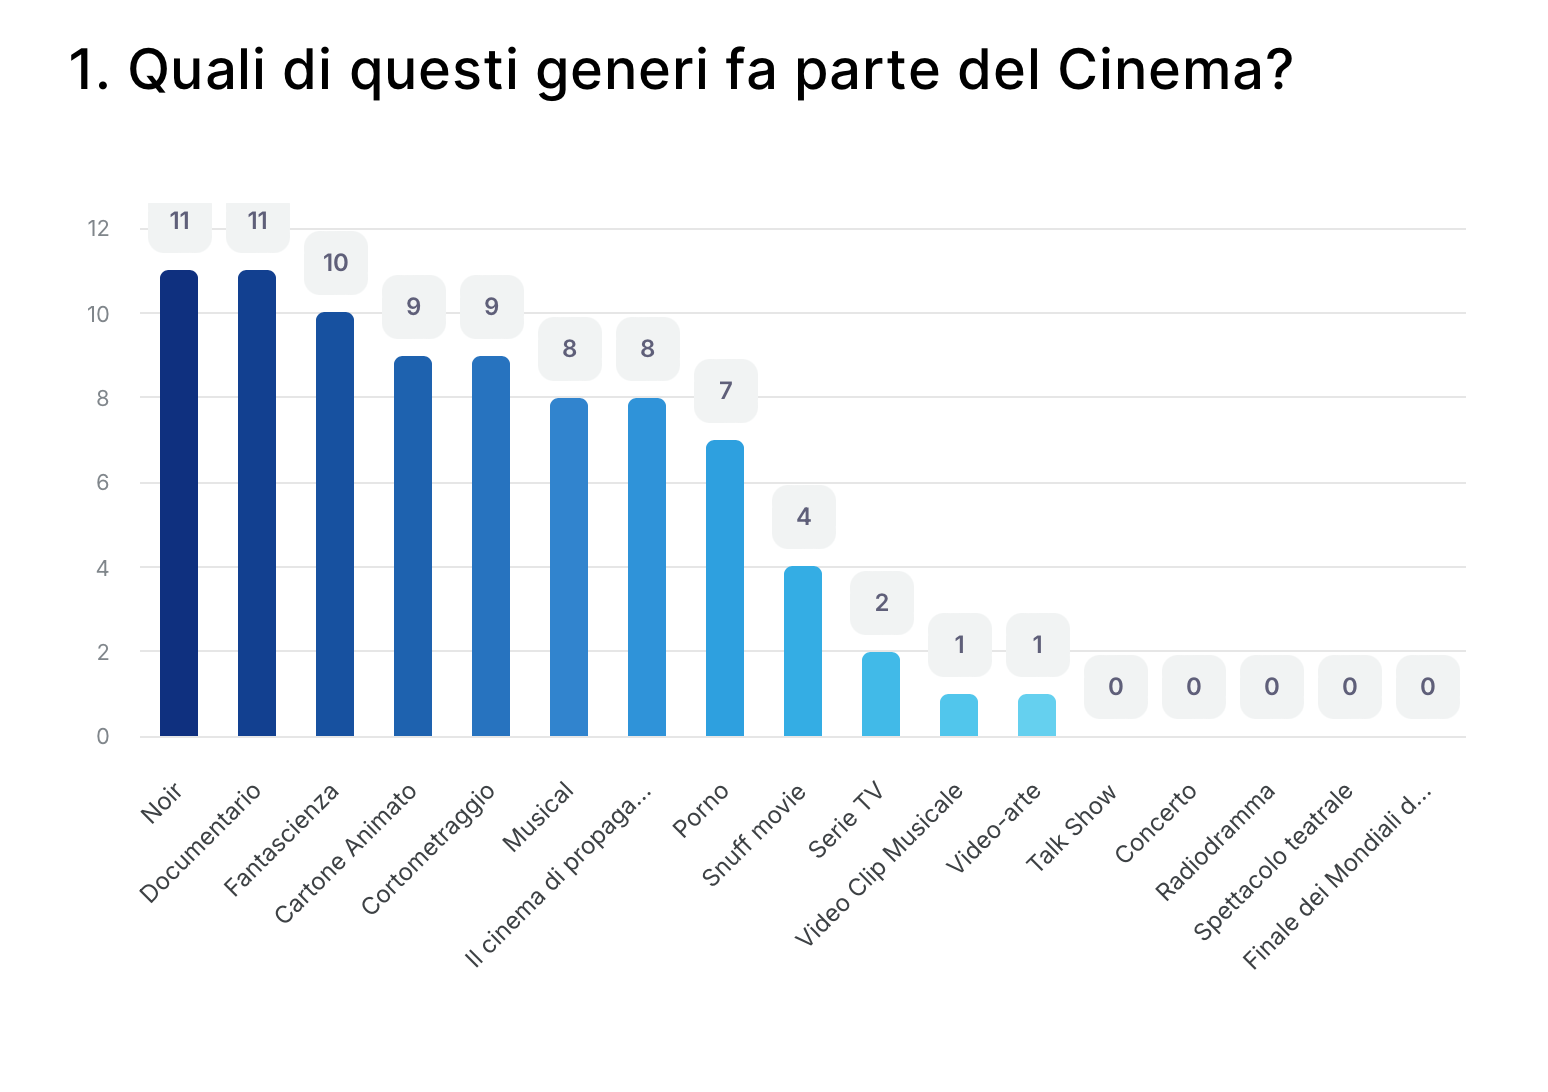 1. Quali di questi generi fa parte del Cinema?
12
10
8
6
4
2
0
11
11
10
9
9
8
8
7
4
2
1
1
0
0
0
0
0
Noir
Documentario
Fantascienza
Cartone Animato
Cortometraggio
Musical
Il cinema di propaga...
Porno
Snuff movie
Serie TV
Video Clip Musicale
Video-arte
Talk Show
Concerto
Radiodramma
Spettacolo teatrale
Finale dei Mondiali d...